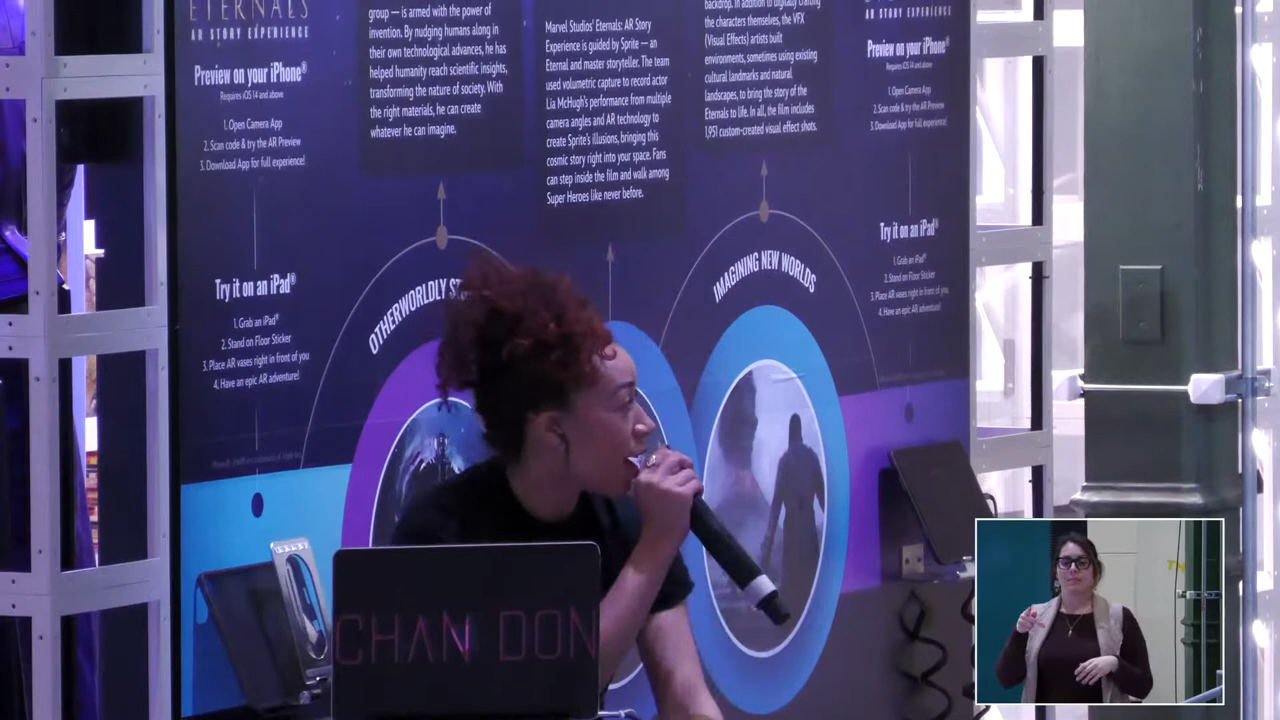 ETERNALS
AR STORY EXPERIENCE
Preview on your iPhone®
Requires iOS 14 and above
1. Open Camera App
2. Scan code & try the AR Preview
3. Download App for full experience!
Try it on an iPad®
1. Grab an iPad®
2. Stand on Floor Sticker
3. Place AR vases right in front of you
4. Have an epic AR adventure!
group — is armed with the power of
invention. By nudging humans along in
their own technological advances, he has
helped humanity reach scientific insights,
transforming the nature of society. With
the right materials, he can create
whatever he can imagine.
OTHERWORLDLY
Marvel Studios' Eternals: AR Story
Experience is guided by Sprite — an
Eternal and master storyteller. The team
used volumetric capture to record actor
Lia McHugh's performance from multiple
camera angles and AR technology to
create Sprite's illusions, bringing this
cosmic story right into your space. Fans
can step inside the film and walk among
Super Heroes like never before.
backdrop. In addition to digitally crafting
the characters themselves, the VFX
(Visual Effects) artists built
environments, sometimes using existing
cultural landmarks and natural
landscapes, to bring the story of the
Eternals to life. In all, the film includes
1,951 custom-created visual effect shots.
IMAGINING NEW WORLDS
AR STORY EXPERIENCE
Preview on your iPhone®
Requires iOS 14 and above
1. Open Camera App
2. Scan code & try the AR Preview
3. Download App for full experience!
Try it on an iPad®
1. Grab an iPad®
2. Stand on Floor Sticker
3. Place AR vases right in front of you
4. Have an epic AR adventure!
CHAN DON